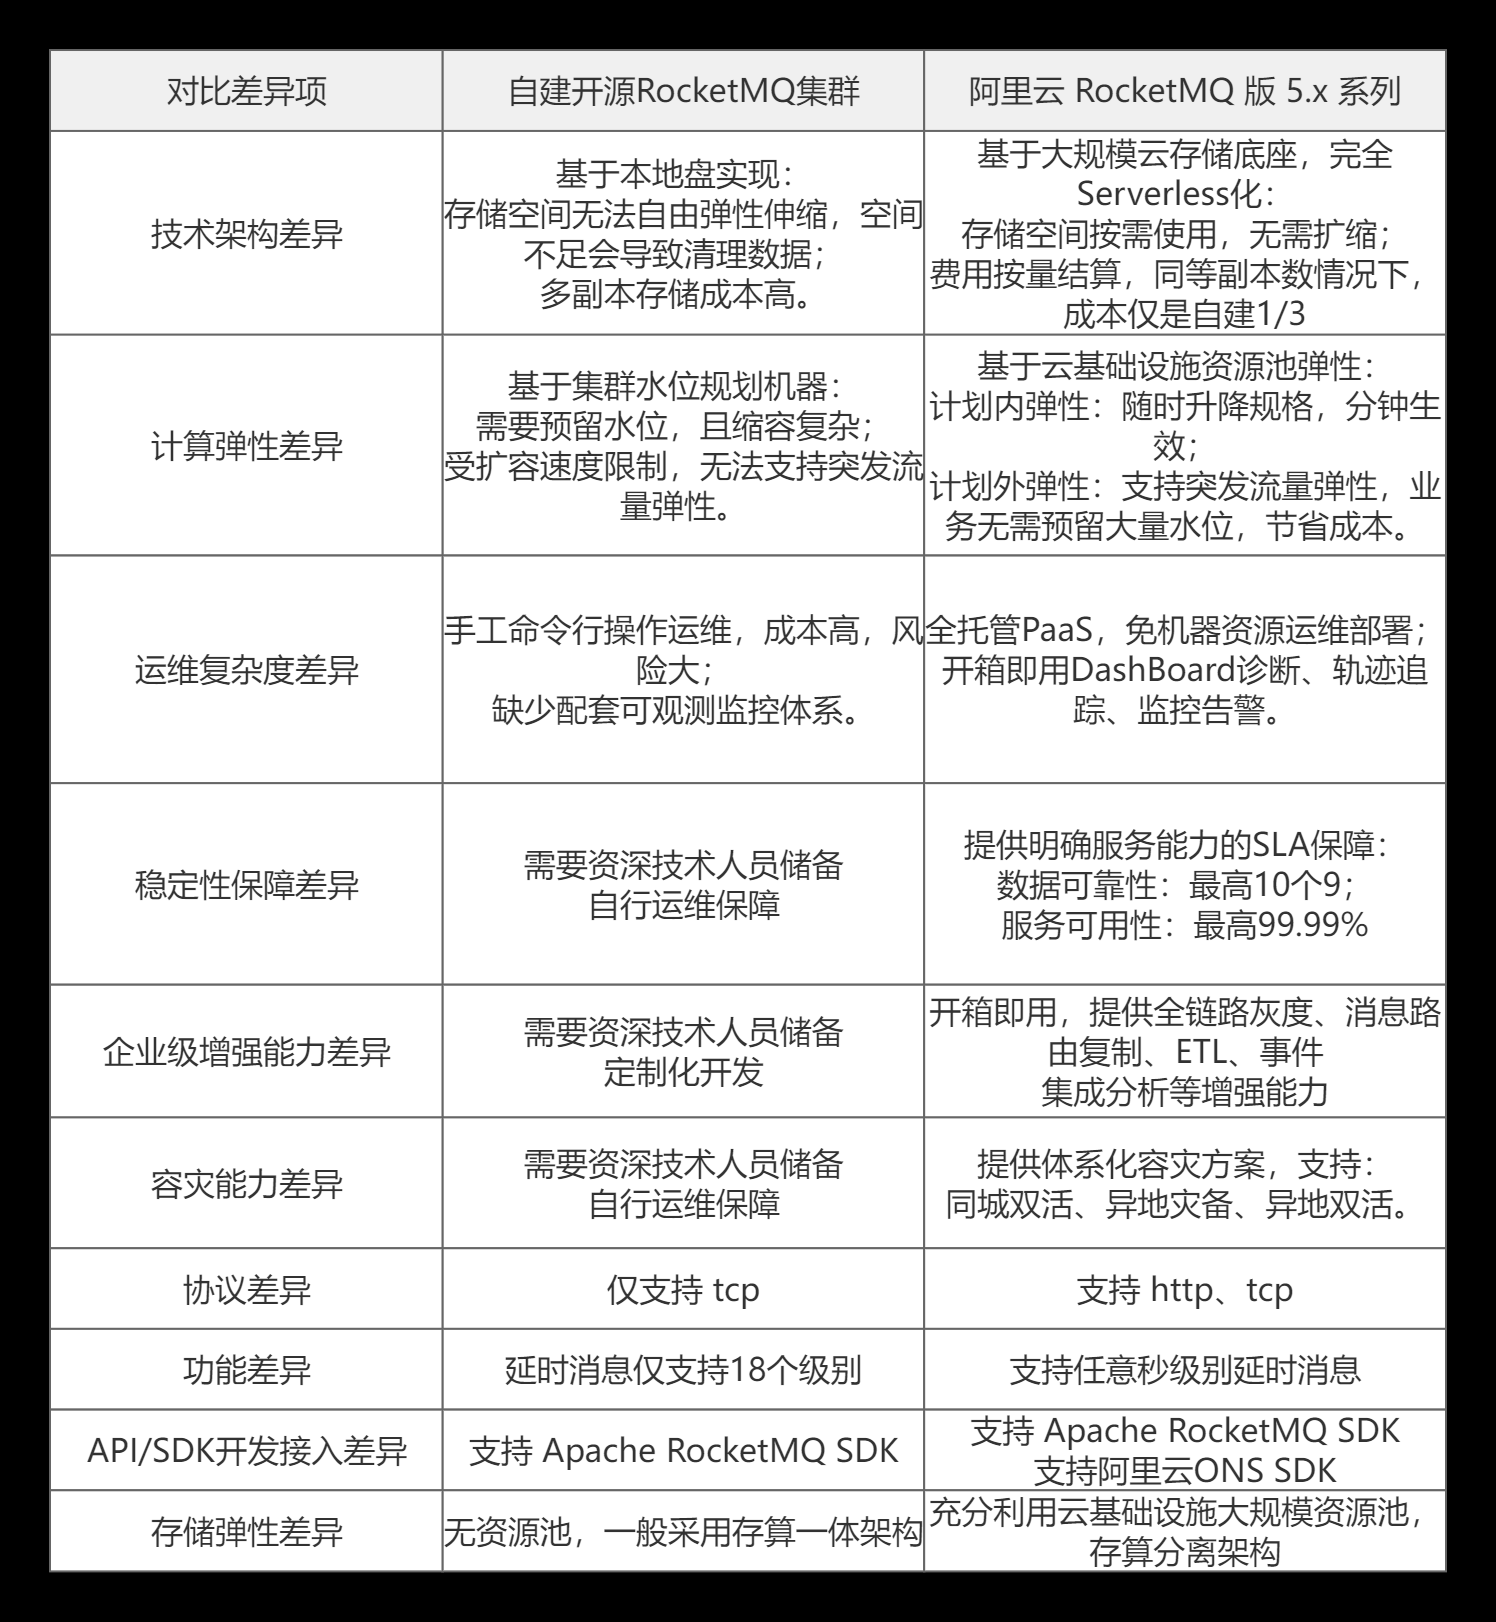 对比差异项
自建开源RocketMQ集群
阿里云 RocketMQ 版 5.x 系列
技术架构差异
基于本地盘实现：
存储空间无法自由弹性伸缩，空间
不足会导致清理数据；
多副本存储成本高。
基于大规模云存储底座，完全
Serverless化：
存储空间按需使用，无需扩缩；
费用按量结算，同等副本数情况下，
成本仅是自建1/3
计算弹性差异
基于集群水位规划机器：
需要预留水位，且缩容复杂；
受扩容速度限制，无法支持突发流
量弹性。
基于云基础设施资源池弹性：
计划内弹性：随时升降规格，分钟生
效；
计划外弹性：支持突发流量弹性，业
务无需预留大量水位，节省成本。
运维复杂度差异
手工命令行操作运维，成本高，风
险大；
缺少配套可观测监控体系。
全托管PaaS，免机器资源运维部署；
开箱即用DashBoard诊断、轨迹追
踪、监控告警。
稳定性保障差异
需要资深技术人员储备
自行运维保障
提供明确服务能力的SLA保障：
数据可靠性：最高10个9；
服务可用性：最高99.99%
企业级增强能力差异
需要资深技术人员储备
定制化开发
开箱即用，提供全链路灰度、消息路
由复制、ETL、事件
集成分析等增强能力
容灾能力差异
需要资深技术人员储备
自行运维保障
提供体系化容灾方案，支持：
同城双活、异地灾备、异地双活。
协议差异
仅支持 tcp
支持 http、tcp
功能差异
延时消息仅支持18个级别
支持任意秒级别延时消息
API/SDK开发接入差异
支持 Apache RocketMQ SDK
支持 Apache RocketMQ SDK
支持阿里云ONS SDK
存储弹性差异
无资源池，一般采用存算一体架构
充分利用云基础设施大规模资源池，
存算分离架构